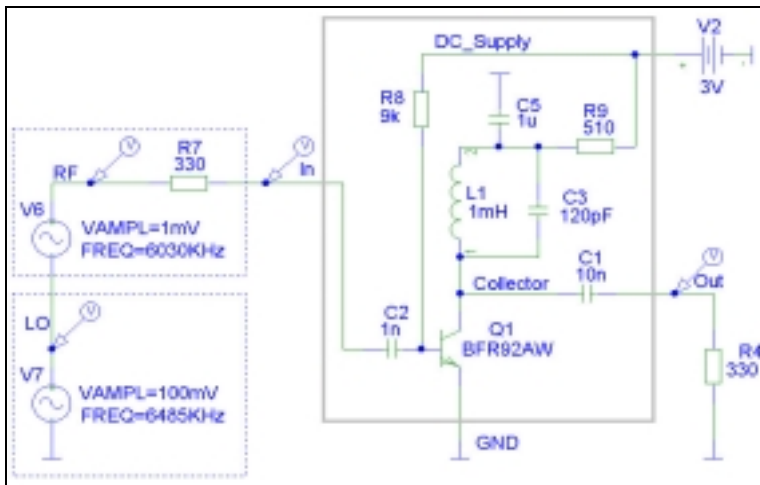 V2
DC_Supply
+
-
3V
R8
9k
C5
1u
R9
510
R7
330
RF
In
V
V
2
L1
1mH
C3
120pF
V6
VAMPL=1mV
FREQ=6030KHz
1
C1
10n
V
Collector
Out
LO
V
C2
1n
Q1
BFR92AW
V7
R4
330
VAMPL=100mV
FREQ=6485KHz
GND